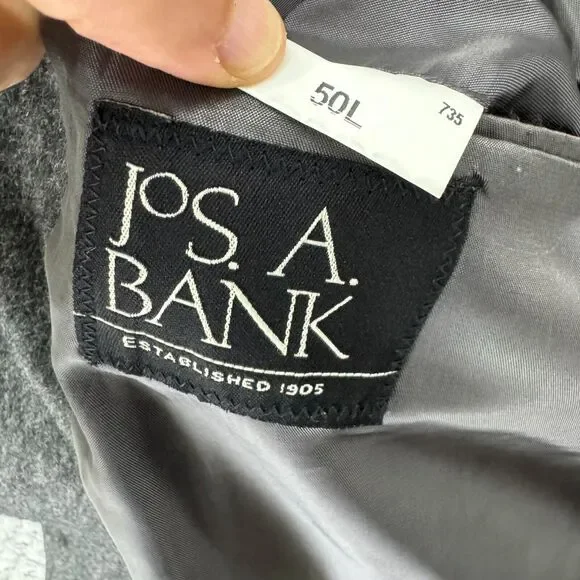 50L
735
JOS. A.
BANK
ESTABLISHED 1905